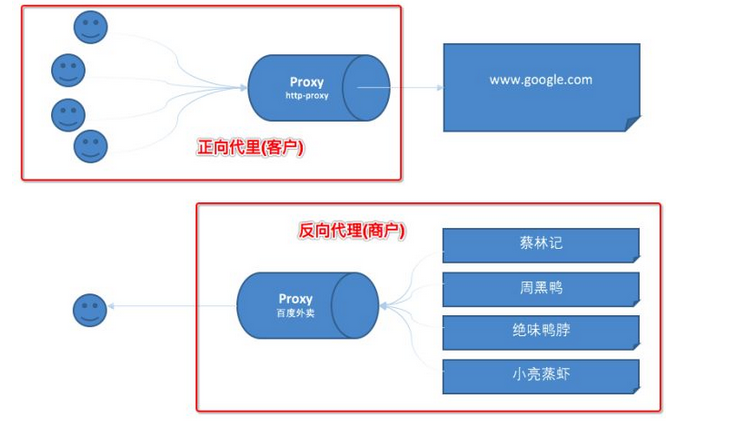 Proxy
http-proxy
www.google.com
正向代里(客户)
反向代理(商户)
蔡林记
周黑鸭
Proxy
百度外卖
绝味鸭脖
小亮蒸虾